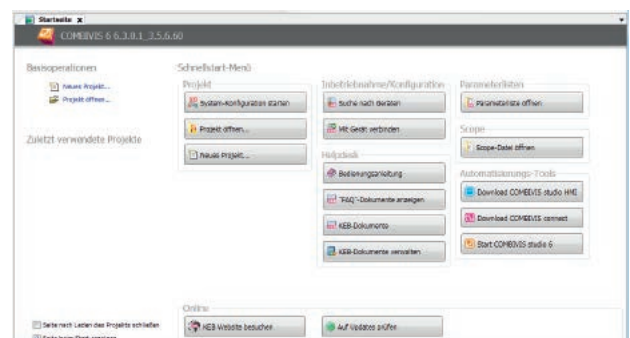 Startseite x
COMBIVIS 6 6.3.0.1_3.5.6.60
Basisoperationen
Neues Projekt...
Projekt öffnen...
Zuletzt verwendete Projekte
Seite nach Laden des Projekts schließen
Schnellstart-Menü
Projekt
System-Konfiguration starten
Projekt öffnen...
Neues Projekt...
Inbetriebnahme/Konfiguration
Suche nach Geräten
Mit Gerät verbinden
Helpdesk
Bedienungsanleitung
"FAQ"-Dokumente anzeigen
KEB-Dokumente
KEB-Dokumente verwalten
Parameterlisten
Parameterliste öffnen
Scope
Scope-Datei öffnen
Automatisierungs-Tools
Download COMBIVIS studio HMI
Download COMBIVIS connect
Start COMBIVIS studio 6
Online
KEB Website besuchen
Auf Updates prüfen